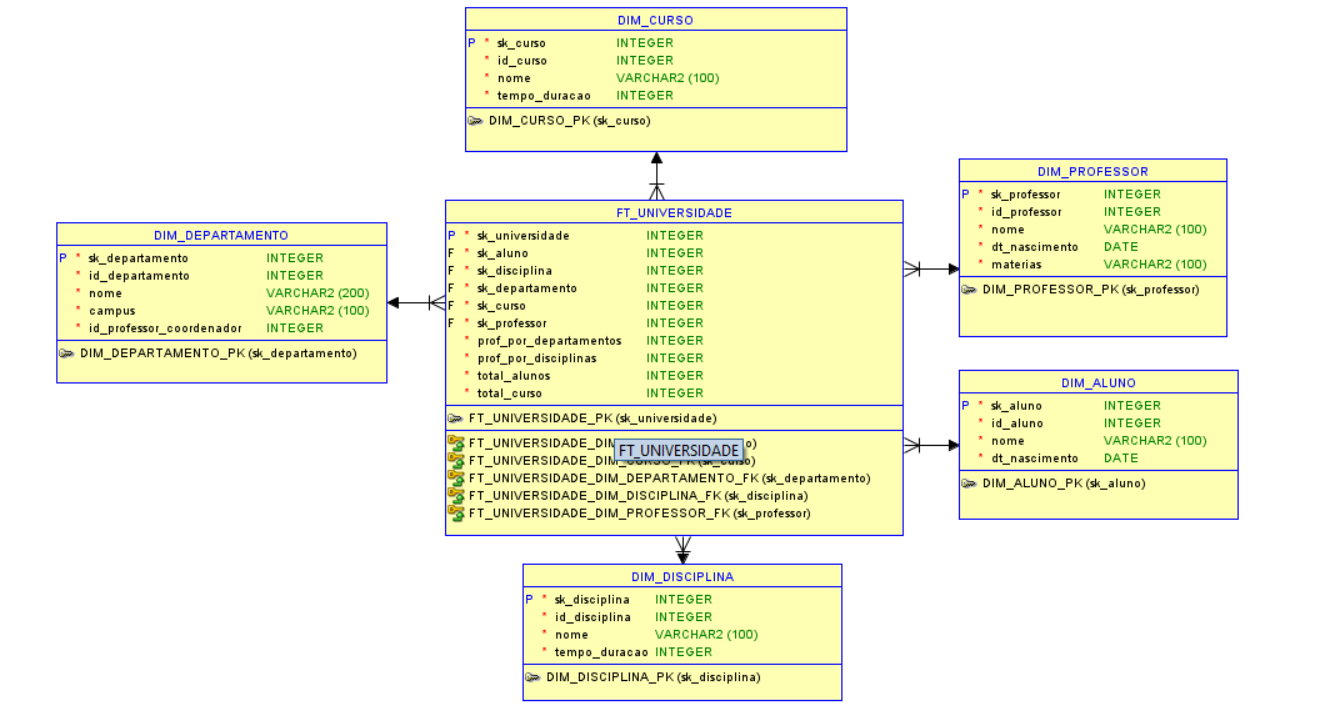 DIM_CURSO
P * sk_curso INTEGER
* id_curso INTEGER
* nome VARCHAR2 (100)
* tempo_duracao INTEGER
DIM_CURSO_PK (sk_curso)
DIM_PROFESSOR
P * sk_professor INTEGER
* id_professor INTEGER
* nome VARCHAR2 (100)
* dt_nascimento DATE
* materias VARCHAR2 (100)
DIM_PROFESSOR_PK (sk_professor)
FT_UNIVERSIDADE
P * sk_universidade INTEGER
F * sk_aluno INTEGER
F * sk_disciplina INTEGER
F * sk_departamento INTEGER
F * sk_curso INTEGER
F * sk_professor INTEGER
* prof_por_departamentos INTEGER
* prof_por_disciplinas INTEGER
* total_alunos INTEGER
* total_curso INTEGER
FT_UNIVERSIDADE_PK (sk_universidade)
FT_UNIVERSIDADE_DIM
FT_UNIVERSIDADE
FT_UNIVERSIDADE_DIM_CURSO_FK (sk_curso)
FT_UNIVERSIDADE_DIM_DEPARTAMENTO_FK (sk_departamento)
FT_UNIVERSIDADE_DIM_DISCIPLINA_FK (sk_disciplina)
FT_UNIVERSIDADE_DIM_PROFESSOR_FK (sk_professor)
DIM_DEPARTAMENTO
P * sk_departamento INTEGER
* id_departamento INTEGER
* nome VARCHAR2 (200)
* campus VARCHAR2 (100)
* id_professor_coordenador INTEGER
DIM_DEPARTAMENTO_PK (sk_departamento)
DIM_ALUNO
P * sk_aluno INTEGER
* id_aluno INTEGER
* nome VARCHAR2 (100)
* dt_nascimento DATE
DIM_ALUNO_PK (sk_aluno)
DIM_DISCIPLINA
P * sk_disciplina INTEGER
* id_disciplina INTEGER
* nome VARCHAR2 (100)
* tempo_duracao INTEGER
DIM_DISCIPLINA_PK (sk_disciplina)